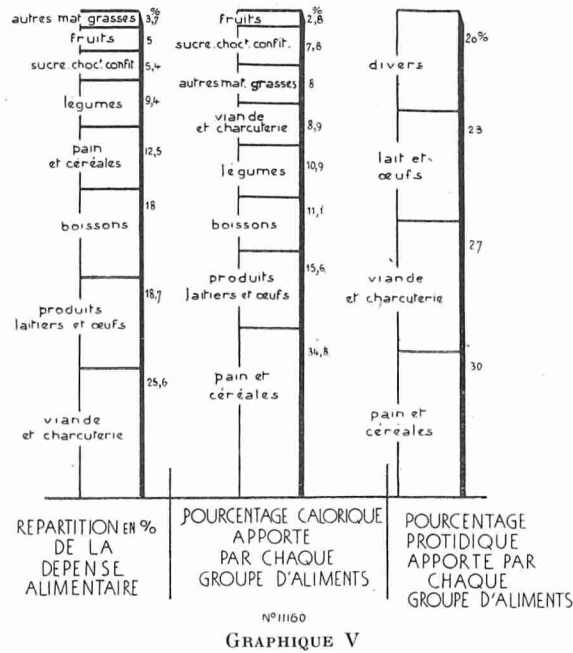 %
autres mat. grasses 3,7
fruits 5
sucre. choct. confit 5,4
légumes 9,4
pain
et céréales 12,5
boissons 18
produits
laitiers et œufs 18,7
viande
et charcuterie 25,6
REPARTITION EN %
DE LA
DEPENSE
ALIMENTAIRE
%
fruits 2,8
sucre. choct. confit. 7,8
autres mat. grasses 8
viande
et charcuterie 8,9
légumes 10,9
boissons 11,1
produits
laitiers et œufs 15,6
pain et
céréales 34,8
POURCENTAGE CALORIQUE
APPORTE
PAR CHAQUE
GROUPE D'ALIMENTS
divers 20%
lait et
œufs 23
viande
et charcuterie 27
pain et
céréales 30
POURCENTAGE
PROTIDIQUE
APPORTE PAR
CHAQUE
GROUPE D'ALIMENTS
N°11160
GRAPHIQUE V